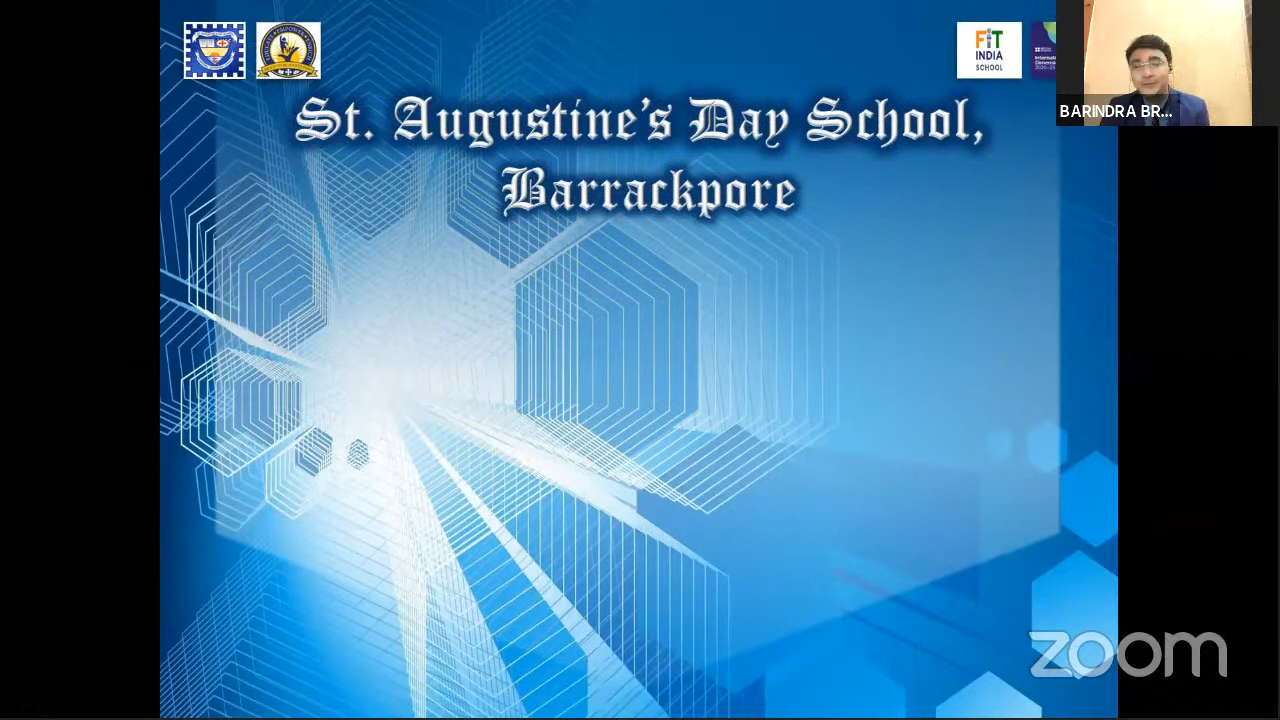 FiT
INDIA
SCHOOL
BARINDRA BR...
St. Augustine's Day School,
Barrackpore
zoom